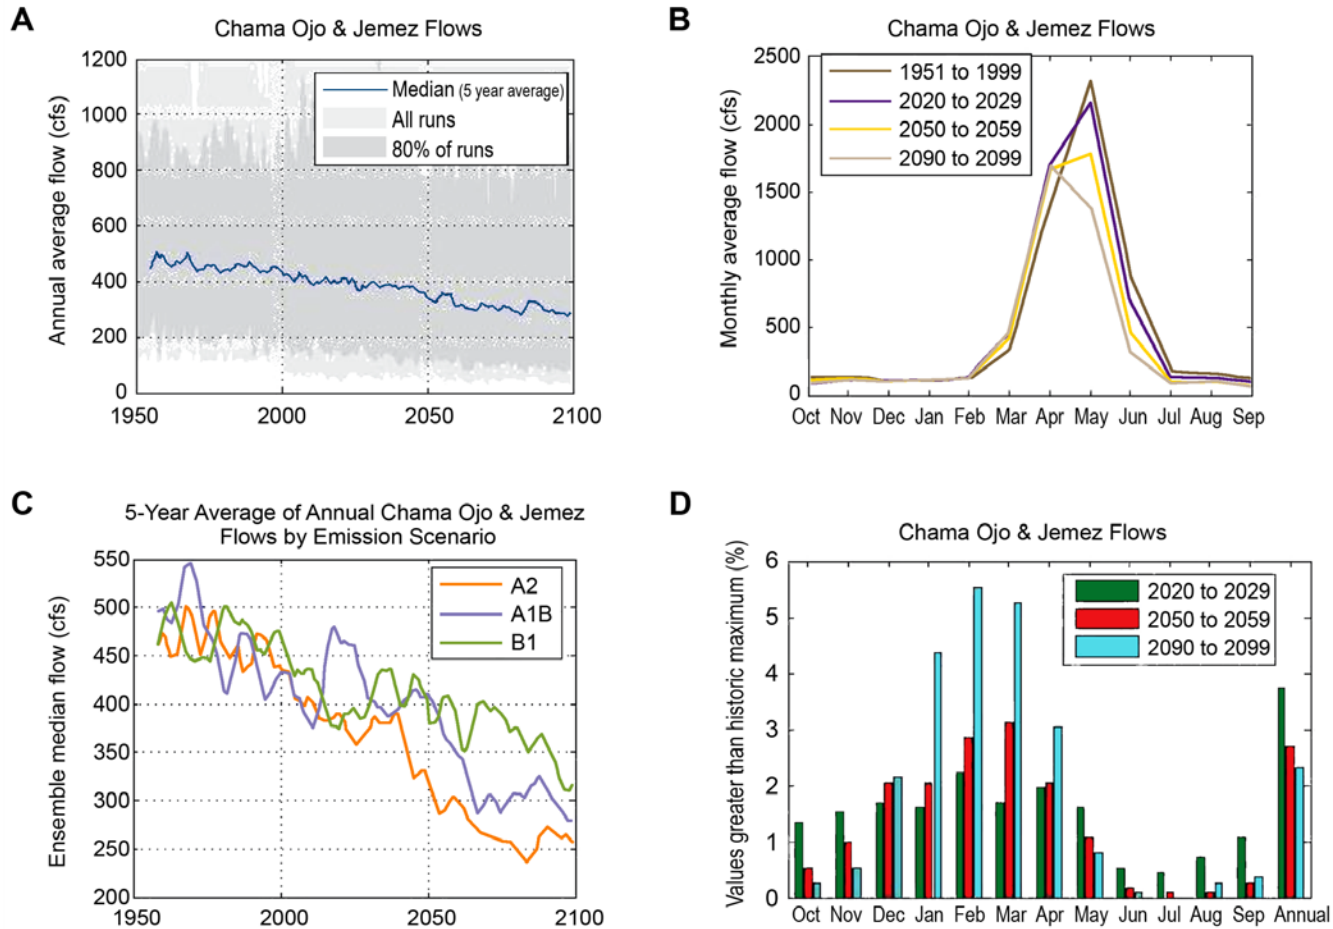 A
Chama Ojo & Jemez Flows
Annual average flow (cfs)
1200
1000
800
600
400
200
0
1950 2000 2050 2100
Median (5 year average)
All runs
80% of runs
B
Chama Ojo & Jemez Flows
Monthly average flow (cfs)
2500
2000
1500
1000
500
0
Oct Nov Dec Jan Feb Mar Apr May Jun Jul Aug Sep
1951 to 1999
2020 to 2029
2050 to 2059
2090 to 2099
C
5-Year Average of Annual Chama Ojo & Jemez
Flows by Emission Scenario
Ensemble median flow (cfs)
550
500
450
400
350
300
250
200
1950 2000 2050 2100
A2
A1B
B1
D
Chama Ojo & Jemez Flows
Values greater than historic maximum (%)
6
5
4
3
2
1
0
Oct Nov Dec Jan Feb Mar Apr May Jun Jul Aug Sep Annual
2020 to 2029
2050 to 2059
2090 to 2099